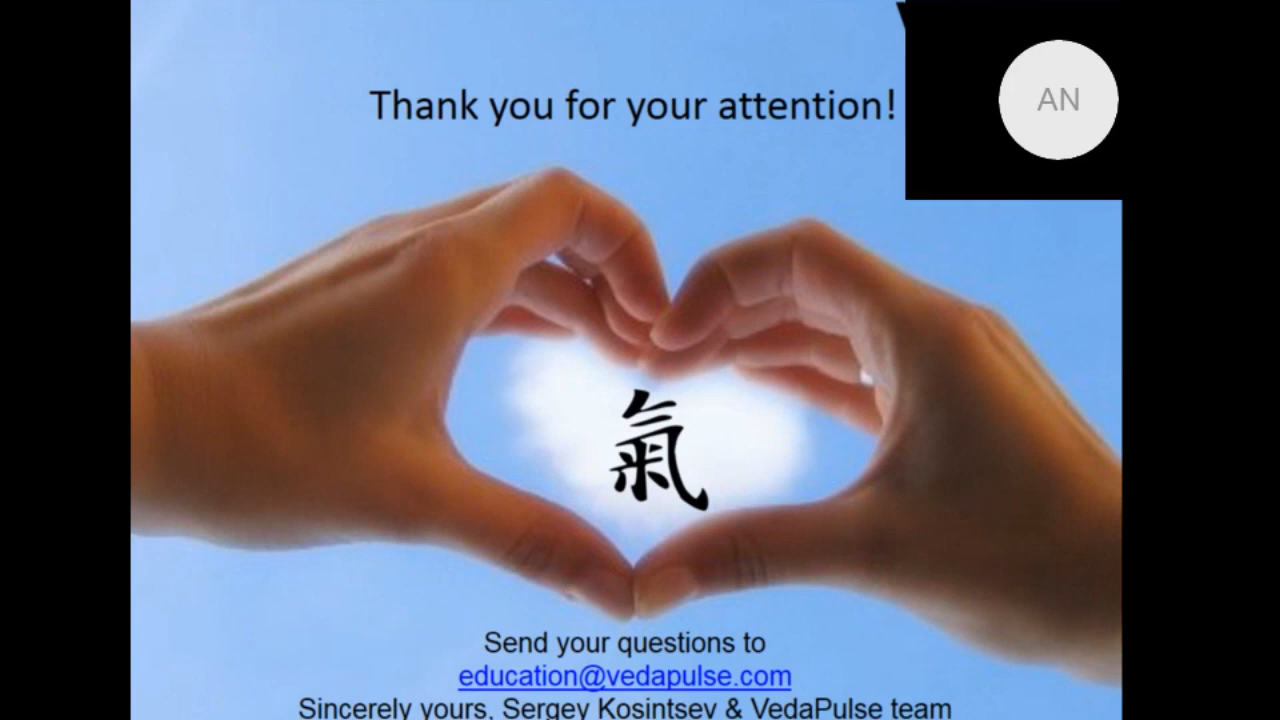 Thank you for your attention!
AN
氣
Send your questions to
education@vedapulse.com
Sincerely yours, Sergey Kosintsev & VedaPulse team